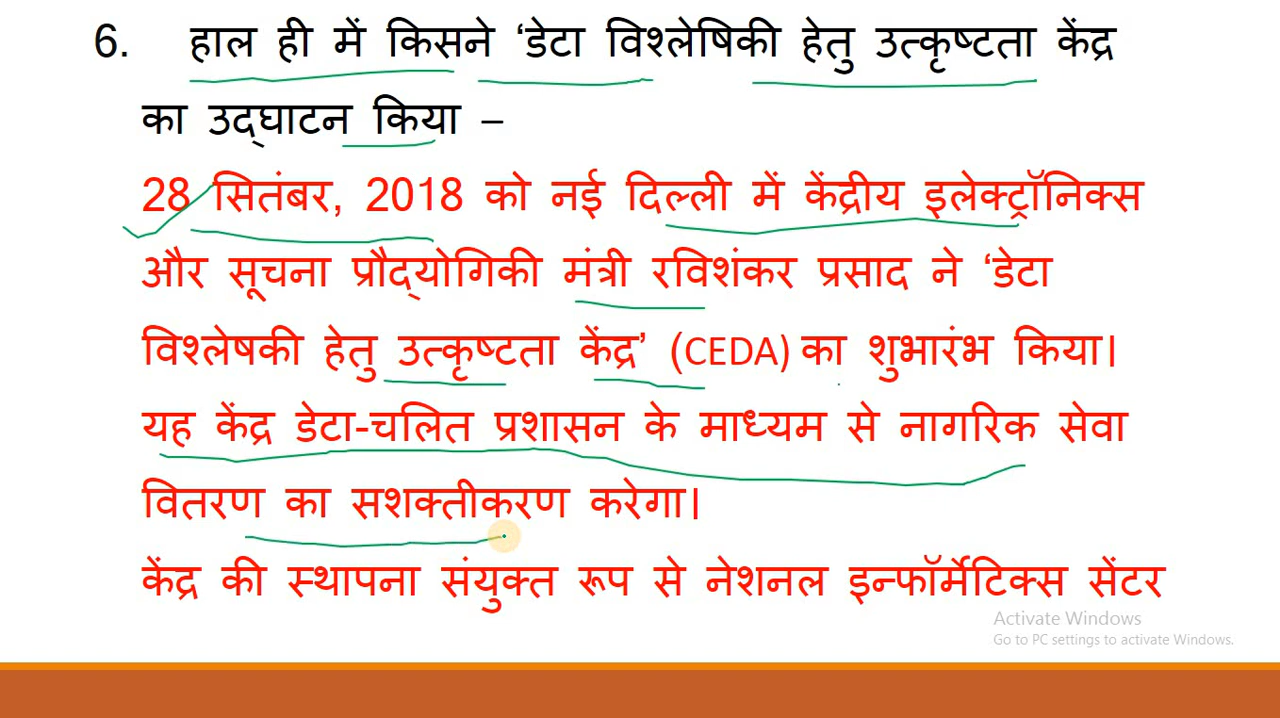 6. हाल ही में किसने ‘डेटा विश्लेषिकी हेतु उत्कृष्टता केंद्र
का उद्‌घाटन किया –
28 सितंबर, 2018 को नई दिल्ली में केंद्रीय इलेक्ट्रॉनिक्स
और सूचना प्रौद्‌योगिकी मंत्री रविशंकर प्रसाद ने ‘डेटा
विश्लेषकी हेतु उत्कृष्टता केंद्र’ (CEDA) का शुभारंभ किया।
यह केंद्र डेटा-चलित प्रशासन के माध्यम से नागरिक सेवा
वितरण का सशक्तीकरण करेगा।
केंद्र की स्थापना संयुक्त रूप से नेशनल इन्फॉर्मेटिक्स सेंटर
Activate Windows
Go to PC settings to activate Windows.